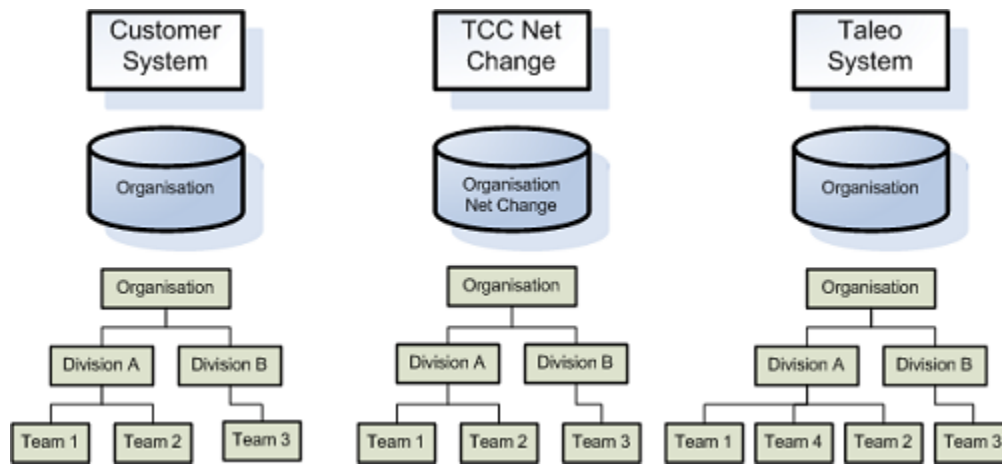 Customer
System
TCC Net
Change
Taleo
System
Organisation
Organisation
Net Change
Organisation
Organisation
Organisation
Organisation
Division A
Division B
Division A
Division B
Division A
Division B
Team 1
Team 2
Team 3
Team 1
Team 2
Team 3
Team 1
Team 4
Team 2
Team 3